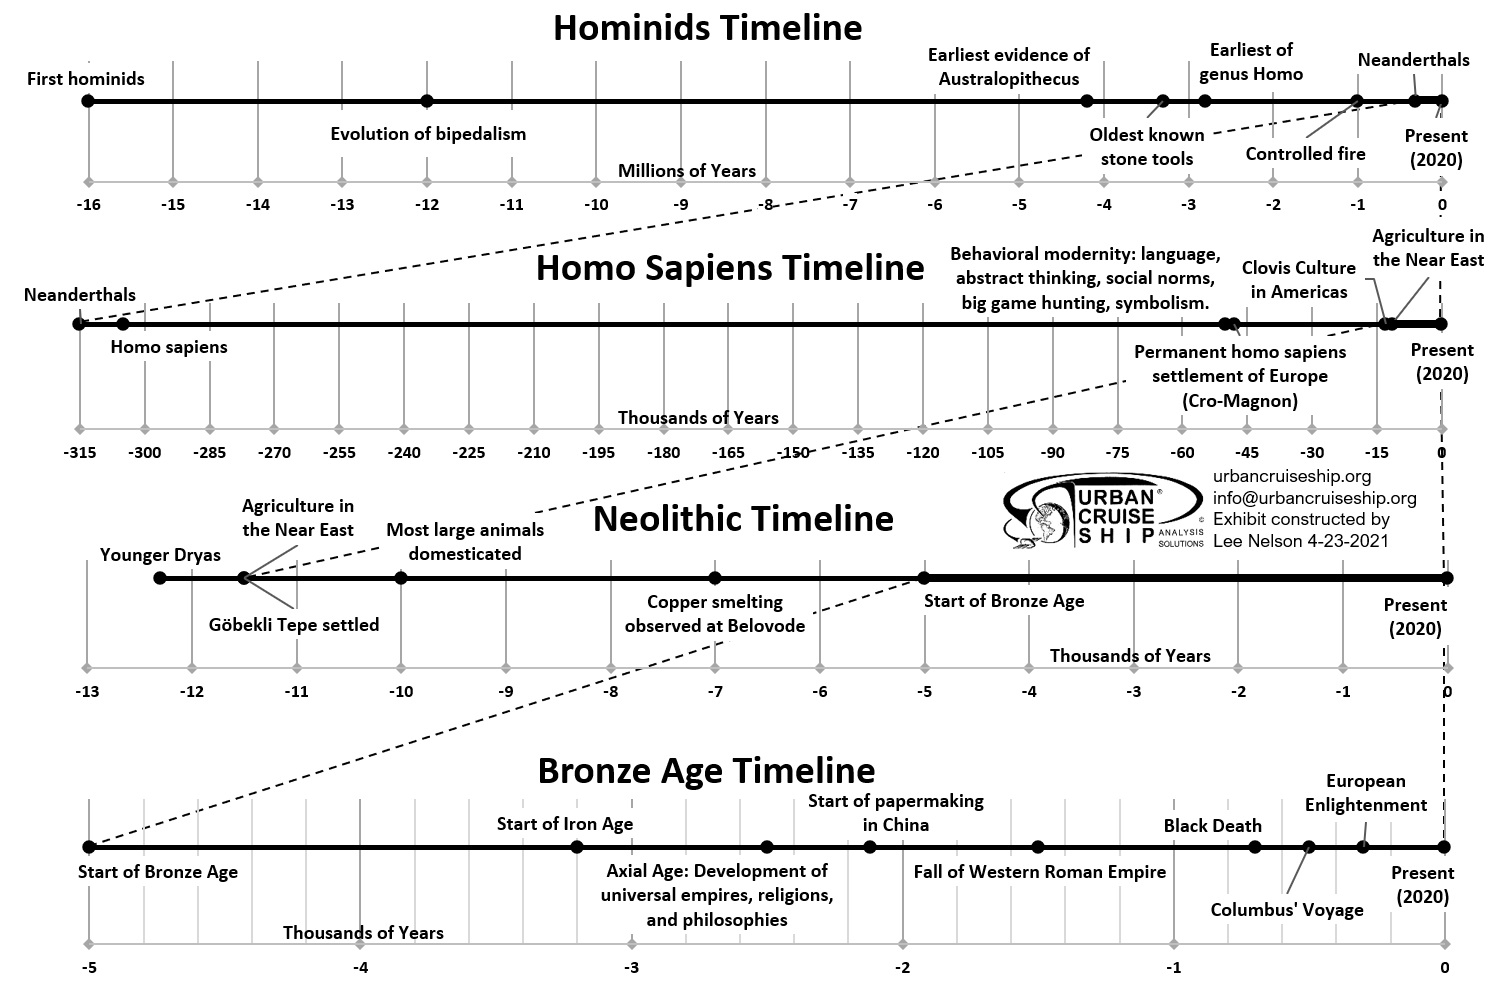 Hominids Timeline
First hominids
Evolution of bipedalism
Earliest evidence of
Australopithecus
Oldest known
stone tools
Earliest of
genus Homo
Controlled fire
Neanderthals
Present
(2020)
Millions of Years
-16 -15 -14 -13 -12 -11 -10 -9 -8 -7 -6 -5 -4 -3 -2 -1 0
Homo Sapiens Timeline
Neanderthals
Homo sapiens
Behavioral modernity: language,
abstract thinking, social norms,
big game hunting, symbolism.
Permanent homo sapiens
settlement of Europe
(Cro-Magnon)
Clovis Culture
in Americas
Agriculture in
the Near East
Present
(2020)
Thousands of Years
-315 -300 -285 -270 -255 -240 -225 -210 -195 -180 -165 -150 -135 -120 -105 -90 -75 -60 -45 -30 -15 0
URBAN®
CRUISE
SHIP
©
ANALYSIS
SOLUTIONS
urbancruiseship.org
info@urbancruiseship.org
Exhibit constructed by
Lee Nelson 4-23-2021
Neolithic Timeline
Younger Dryas
Agriculture in
the Near East
Göbekli Tepe settled
Most large animals
domesticated
Copper smelting
observed at Belovode
Start of Bronze Age
Present
(2020)
Thousands of Years
-13 -12 -11 -10 -9 -8 -7 -6 -5 -4 -3 -2 -1 0
Bronze Age Timeline
Start of Bronze Age
Start of Iron Age
Axial Age: Development of
universal empires, religions,
and philosophies
Start of papermaking
in China
Fall of Western Roman Empire
Black Death
Columbus' Voyage
European
Enlightenment
Present
(2020)
Thousands of Years
-5 -4 -3 -2 -1 0